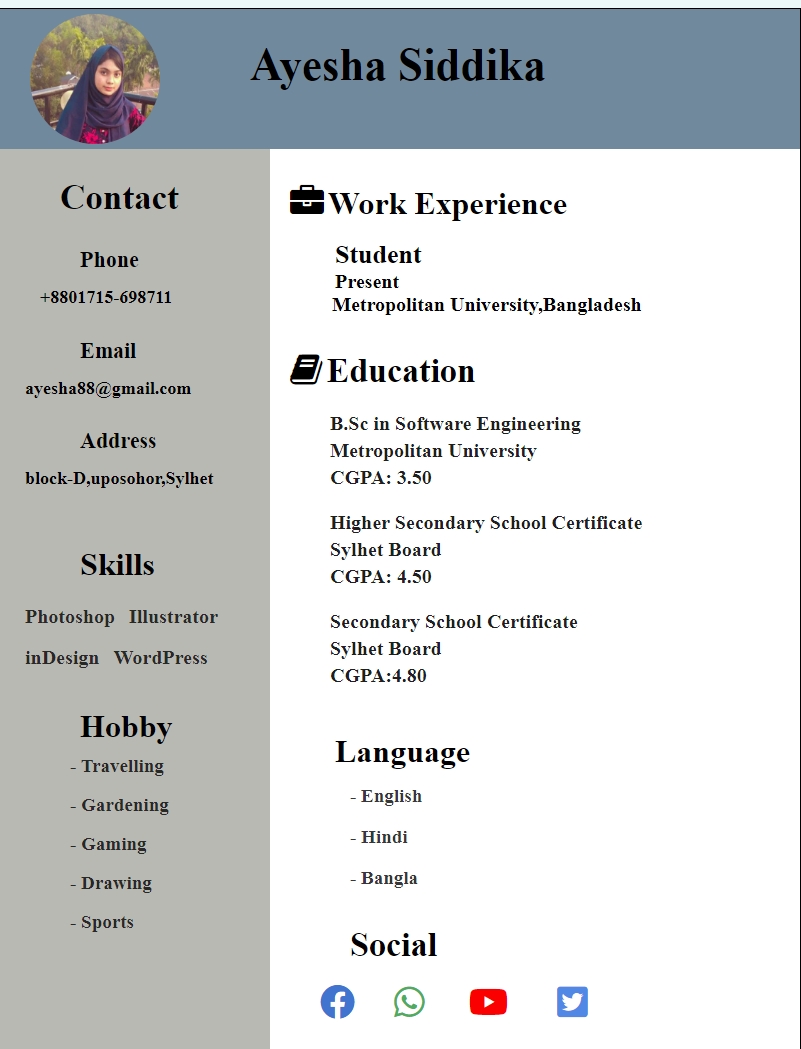 Ayesha Siddika
Contact
Phone
+8801715-698711
Email
ayesha88@gmail.com
Address
block-D,uposohor,Sylhet
Skills
Photoshop Illustrator
inDesign WordPress
Hobby
- Travelling
- Gardening
- Gaming
- Drawing
- Sports
Work Experience
Student
Present
Metropolitan University,Bangladesh
Education
B.Sc in Software Engineering
Metropolitan University
CGPA: 3.50
Higher Secondary School Certificate
Sylhet Board
CGPA: 4.50
Secondary School Certificate
Sylhet Board
CGPA:4.80
Language
- English
- Hindi
- Bangla
Social